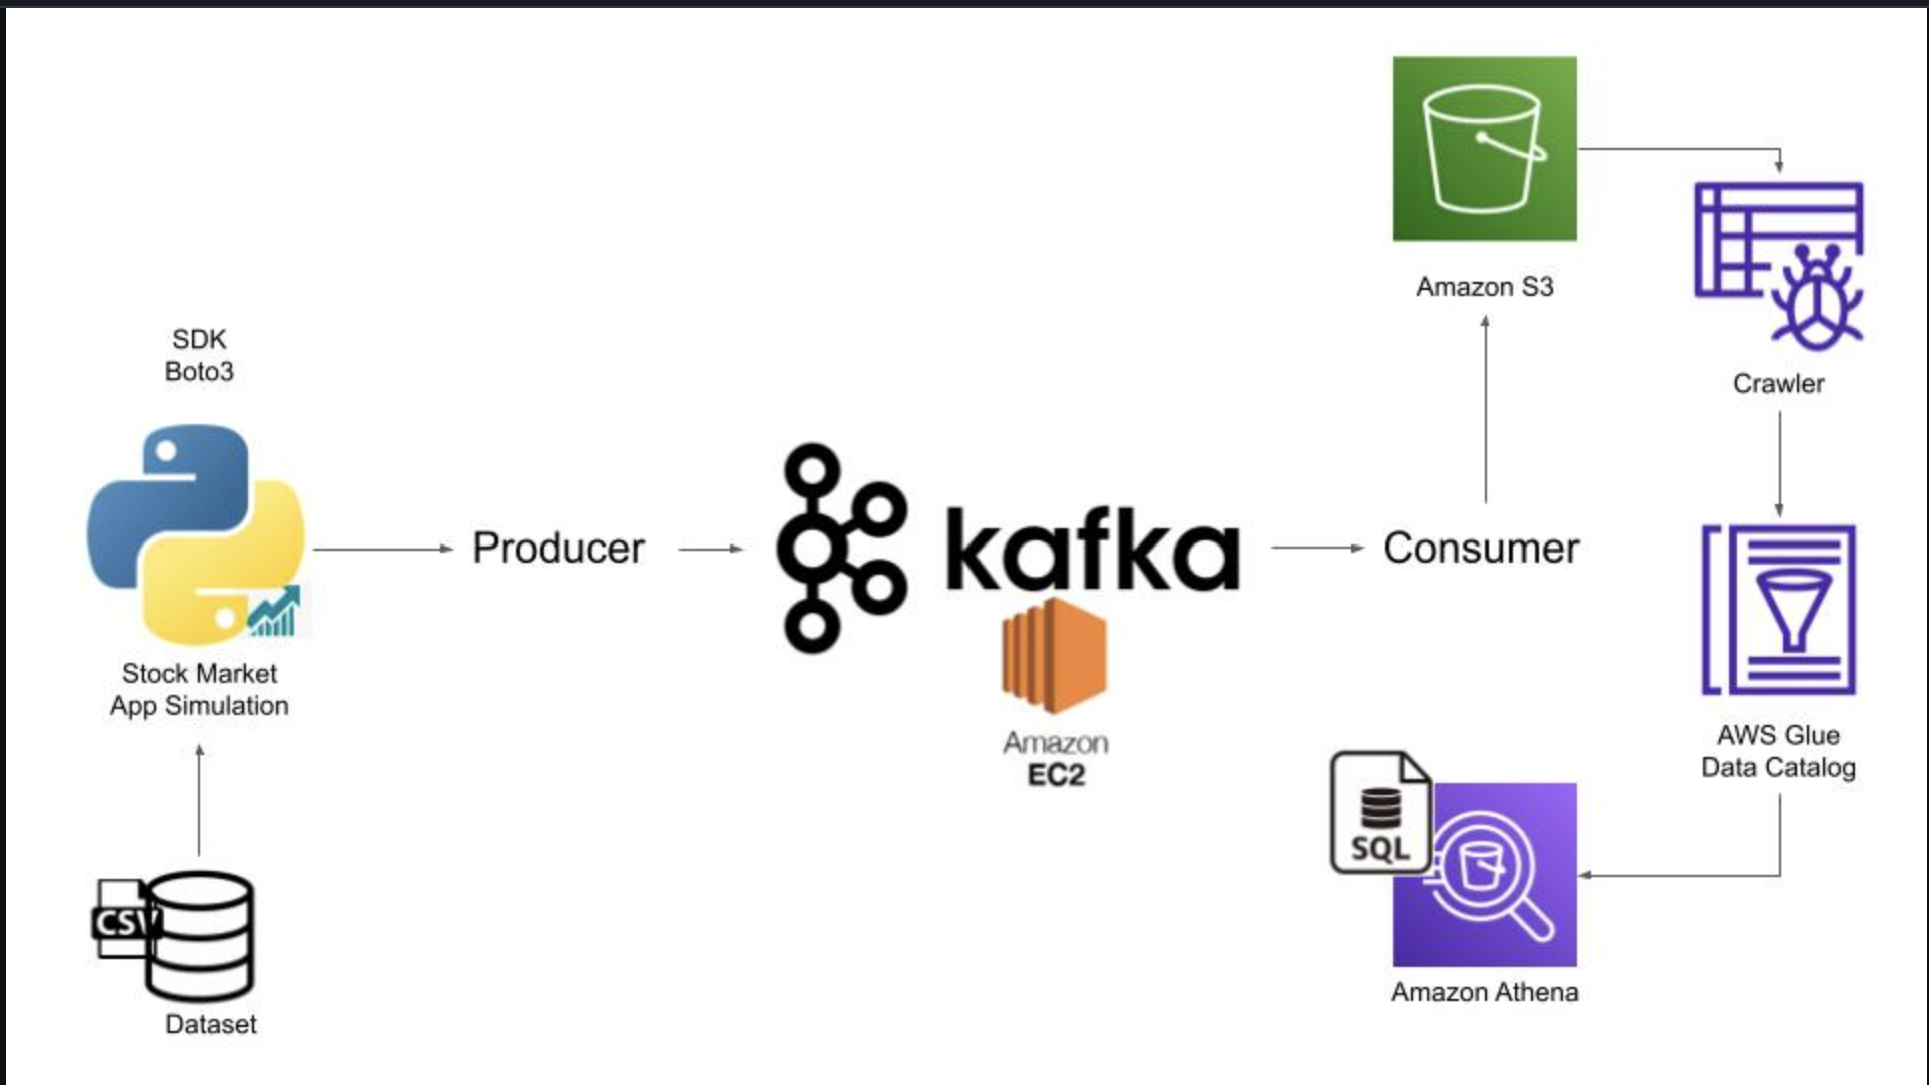 SDK
Boto3
Stock Market
App Simulation
CSV
Dataset
Producer
kafka
Amazon
EC2
Consumer
Amazon S3
Crawler
AWS Glue
Data Catalog
SQL
Amazon Athena